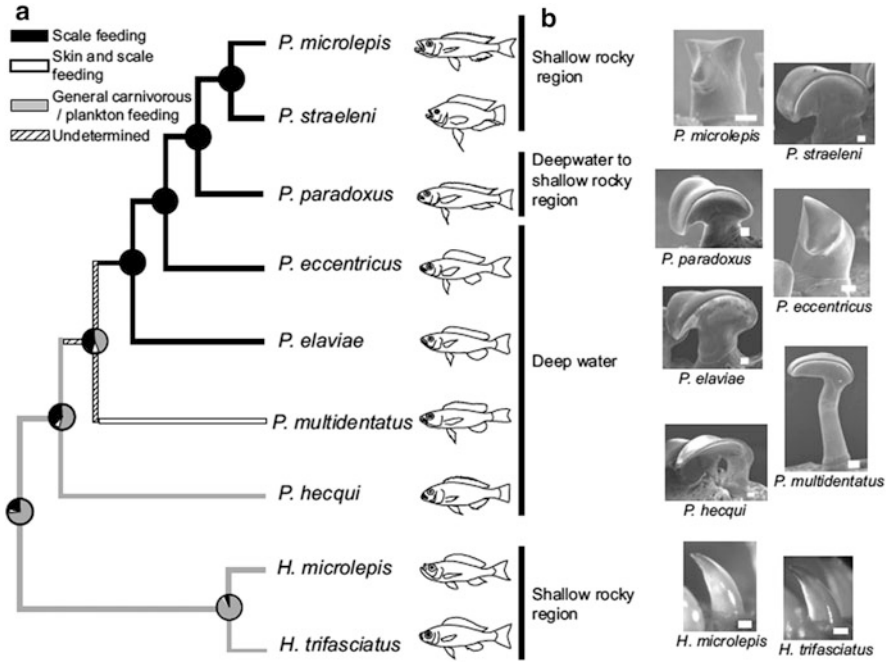 a
Scale feeding
Skin and scale
feeding
General carnivorous
/ plankton feeding
Undetermined
P. microlepis
P. straeleni
P. paradoxus
P. eccentricus
P. elaviae
P. multidentatus
P. hecqui
H. microlepis
H. trifasciatus
Shallow rocky
region
Deepwater to
shallow rocky
region
Deep water
Shallow rocky
region
b
P. microlepis
P. straeleni
P. paradoxus
P. eccentricus
P. elaviae
P. multidentatus
P. hecqui
H. microlepis
H. trifasciatus